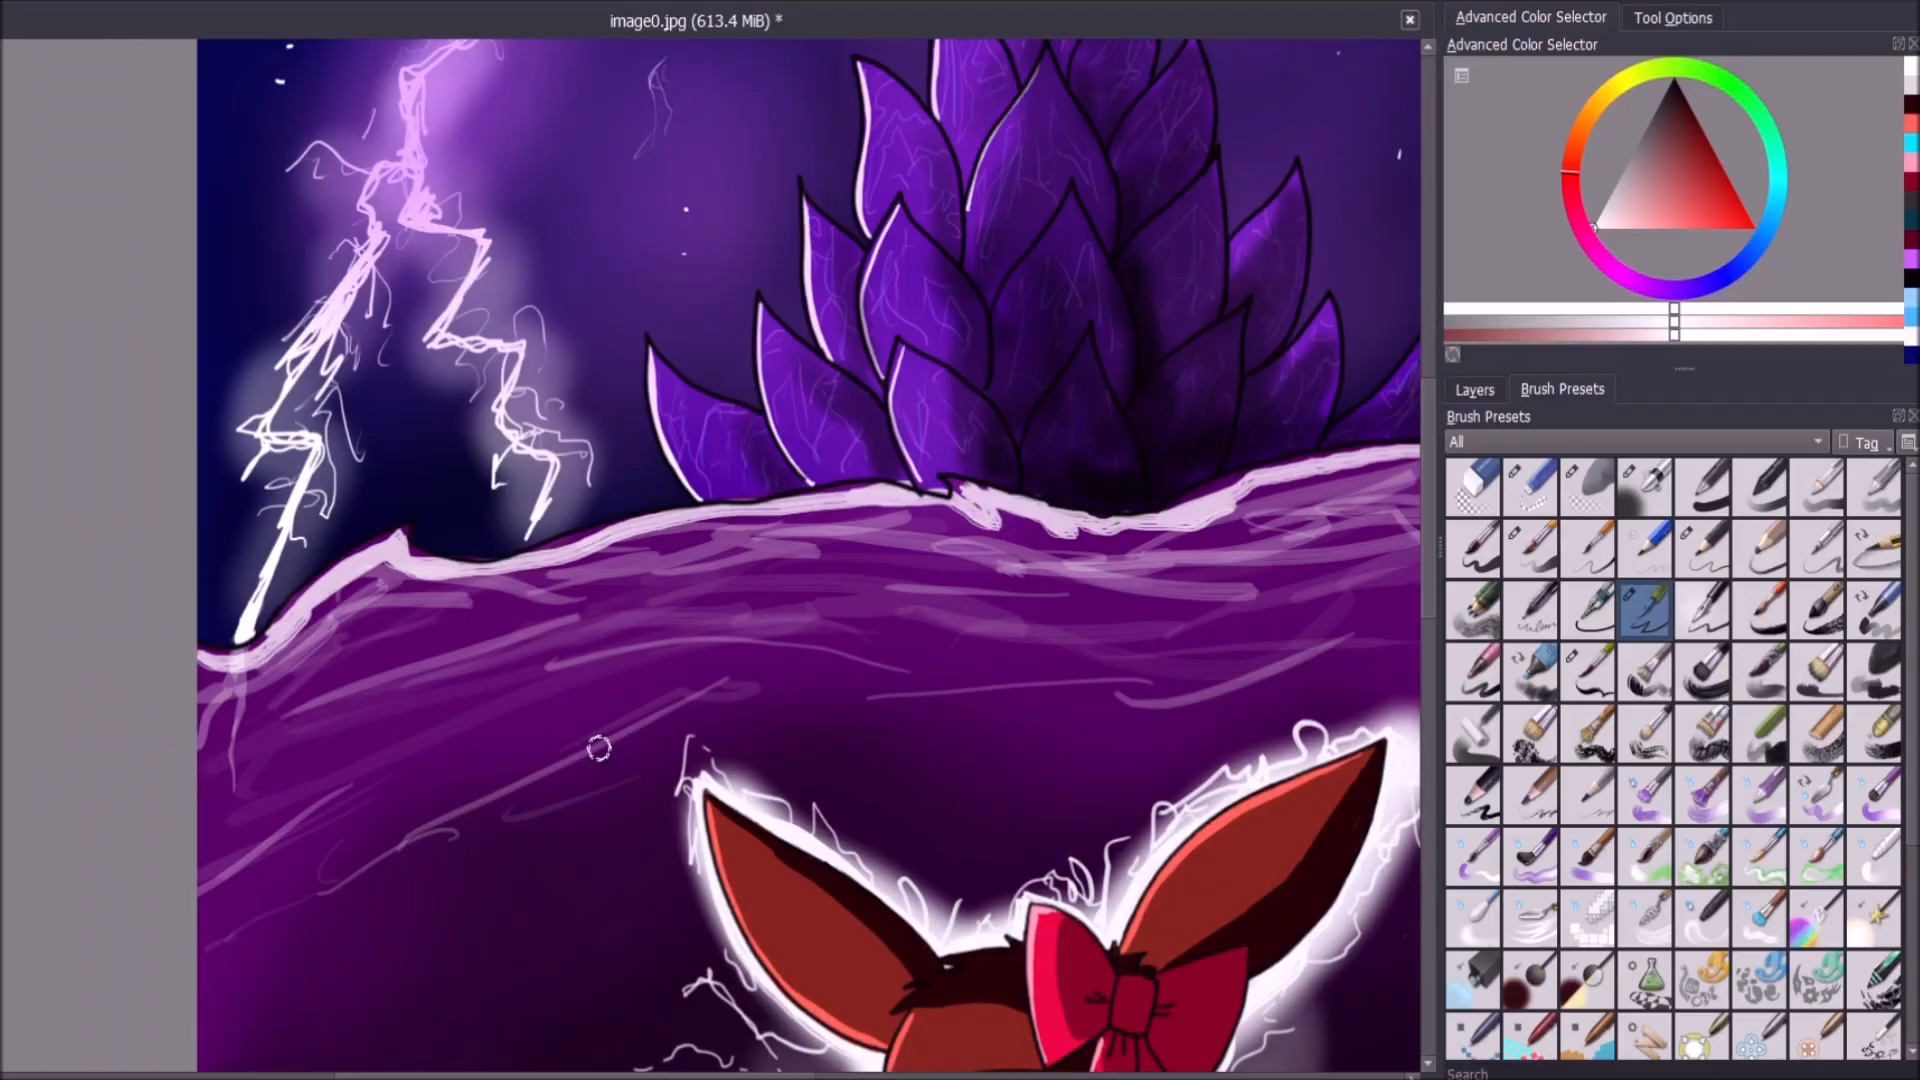 image0.jpg (613.4 MiB) *
Advanced Color Selector
Tool Options
Advanced Color Selector
Layers
Brush Presets
Brush Presets
All
Tag
Search